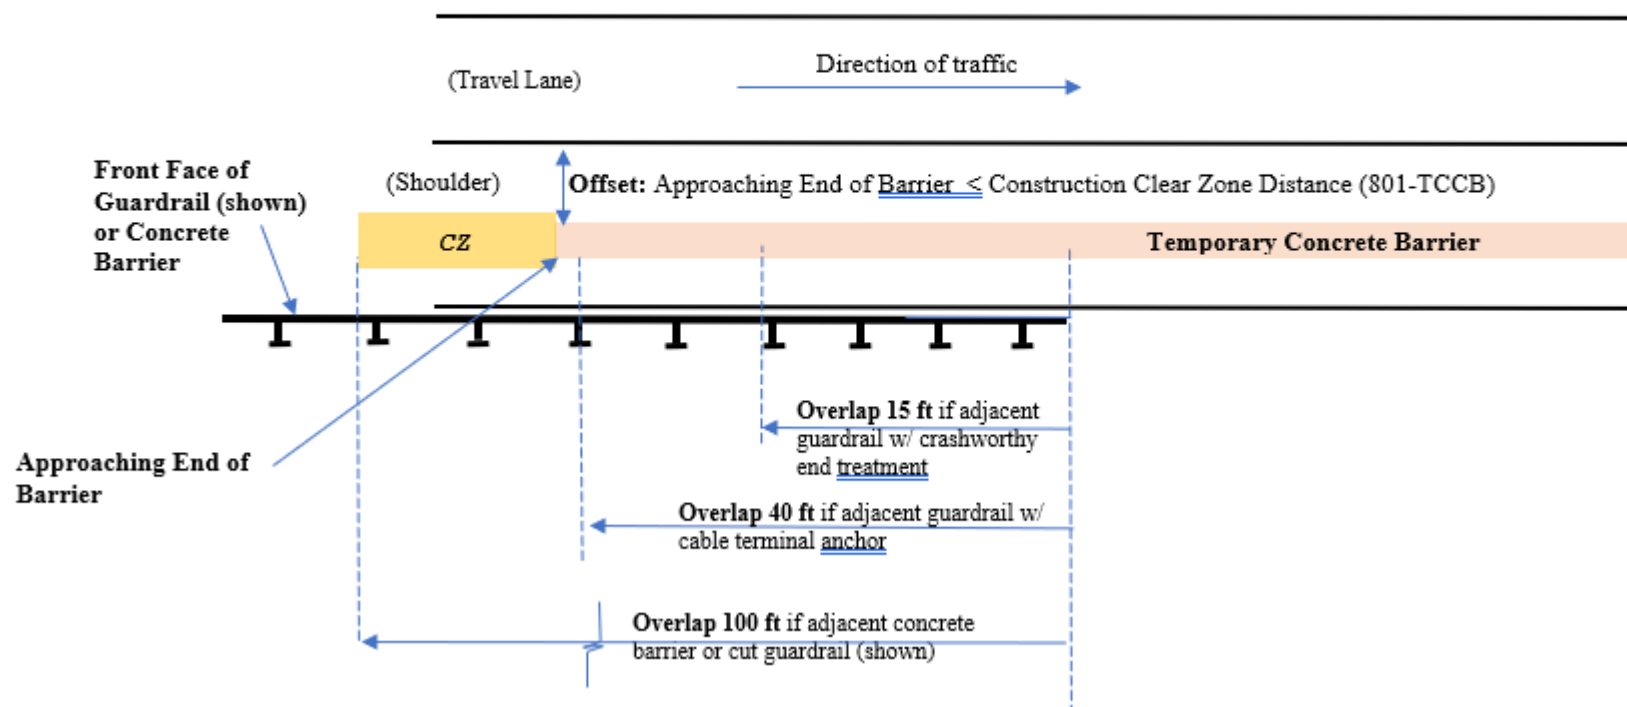 Direction of traffic
(Travel Lane)
Front Face of
Guardrail (shown)
or Concrete
Barrier
(Shoulder)
Offset: Approaching End of Barrier < Construction Clear Zone Distance (801-TCCB)
CZ
Temporary Concrete Barrier
Approaching End of
Barrier
Overlap 15 ft if adjacent
guardrail w/ crashworthy
end treatment
Overlap 40 ft if adjacent guardrail w/
cable terminal anchor
Overlap 100 ft if adjacent concrete
barrier or cut guardrail (shown)